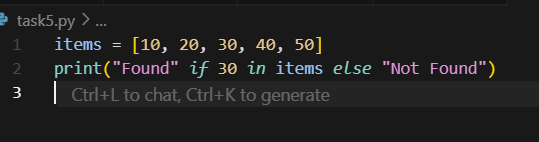 task5.py > ...
1 items = [10, 20, 30, 40, 50]
2 print("Found" if 30 in items else "Not Found")
3 Ctrl+L to chat, Ctrl+K to generate